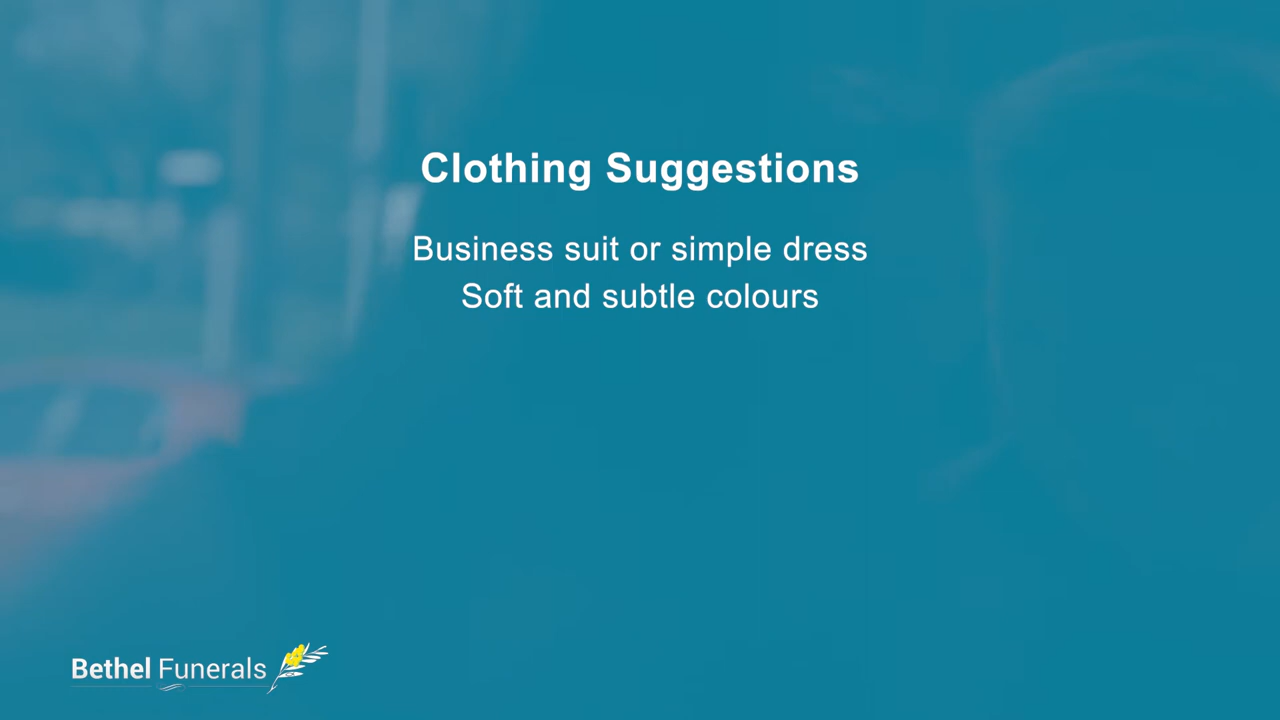 Clothing Suggestions
Business suit or simple dress
Soft and subtle colours
Bethel Funerals